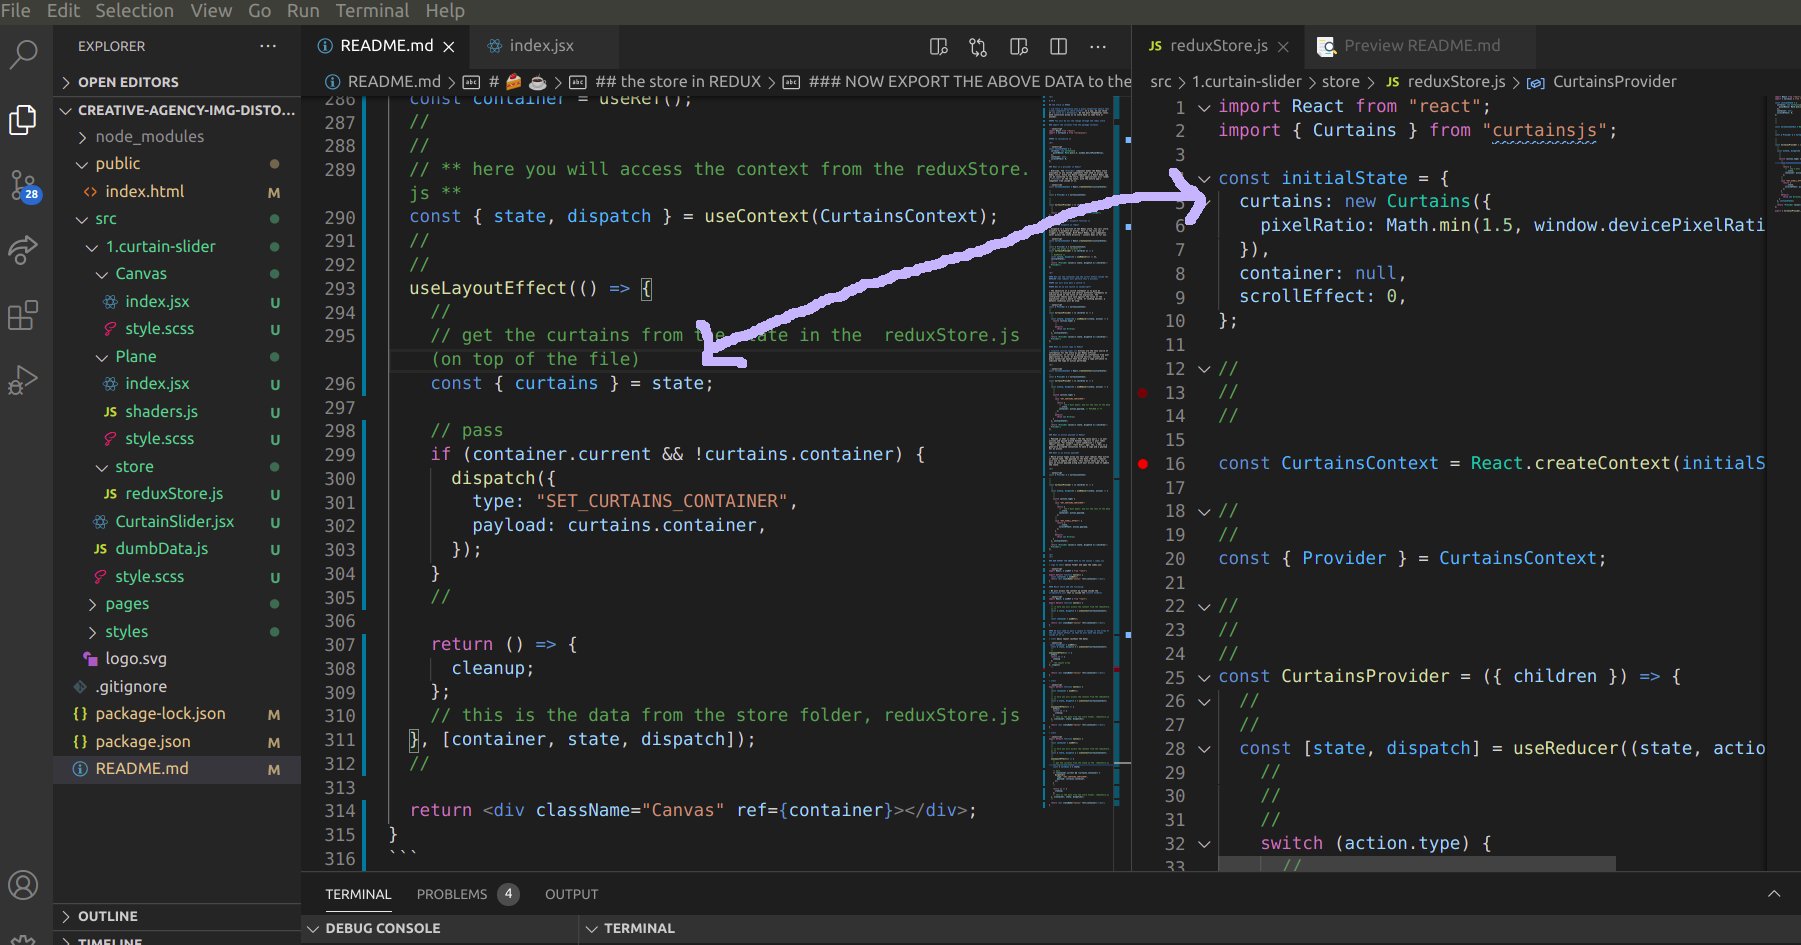 File Edit Selection View Go Run Terminal Help
EXPLORER
OPEN EDITORS
CREATIVE-AGENCY-IMG-DISTO...
node_modules
public
index.html M
src
1.curtain-slider
Canvas
index.jsx U
style.scss U
Plane
index.jsx U
shaders.js U
style.scss U
store
reduxStore.js U
CurtainSlider.jsx U
dumbData.js U
style.scss U
pages
styles
logo.svg
.gitignore
package-lock.json M
package.json M
README.md M
OUTLINE
TIMELINE
28
README.md index.jsx
README.md > # 🍰 ☕ > ## the store in REDUX > ### NOW EXPORT THE ABOVE DATA to the
286 const container = useRef();
287 //
288 //
289 // ** here you will access the context from the reduxStore.
js **
290 const { state, dispatch } = useContext(CurtainsContext);
291 //
292 //
293 useLayoutEffect(() => {
294 //
295 // get the curtains from the state in the  reduxStore.js
(on top of the file)
296 const { curtains } = state;
297
298 // pass
299 if (container.current && !curtains.container) {
300 dispatch({
301 type: "SET_CURTAINS_CONTAINER",
302 payload: curtains.container,
303 });
304 }
305 //
306
307 return () => {
308 cleanup;
309 };
310 // this is the data from the store folder, reduxStore.js
311 }, [container, state, dispatch]);
312 //
313
314 return <div className="Canvas" ref={container}></div>;
315 }
316 ```
reduxStore.js Preview README.md
src > 1.curtain-slider > store > reduxStore.js > CurtainsProvider
1 import React from "react";
2 import { Curtains } from "curtainsjs";
3
const initialState = {
5 curtains: new Curtains({
6 pixelRatio: Math.min(1.5, window.devicePixelRati
7 }),
8 container: null,
9 scrollEffect: 0,
10 };
11
12 //
13 //
14 //
15
16 const CurtainsContext = React.createContext(initialS
17
18 //
19 //
20 const { Provider } = CurtainsContext;
21
22 //
23 //
24 //
25 const CurtainsProvider = ({ children }) => {
26 //
27 //
28 const [state, dispatch] = useReducer((state, actio
29 //
30 //
31 //
32 switch (action.type) {
33 //
TERMINAL PROBLEMS 4 OUTPUT
DEBUG CONSOLE
TERMINAL